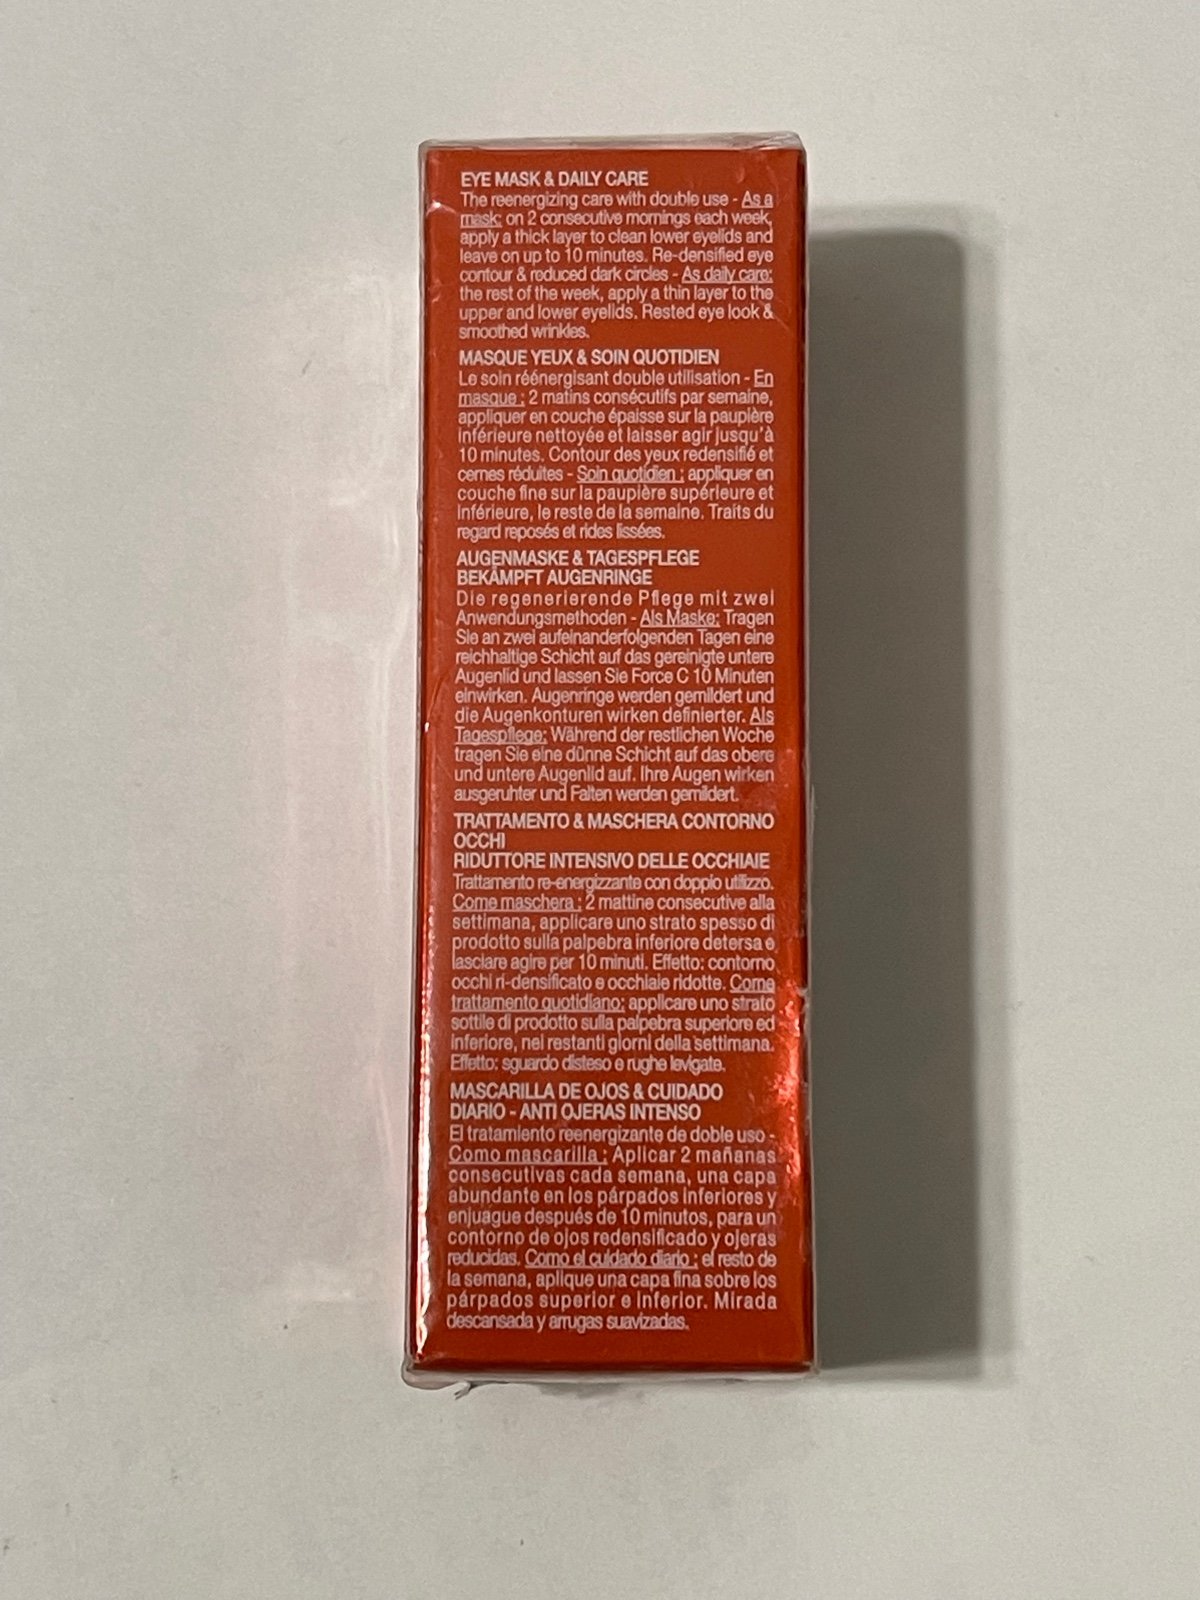 EYE MASK & DAILY CARE
The reenergizing care with double use - As a
mask: on 2 consecutive mornings each week,
apply a thick layer to clean lower eyelids and
leave on up to 10 minutes. Re-densified eye
contour & reduced dark circles - As daily care:
the rest of the week, apply a thin layer to the
upper and lower eyelids. Rested eye look &
smoothed wrinkles.
MASQUE YEUX & SOIN QUOTIDIEN
Le soin réénergisant double utilisation - En
masque : 2 matins consécutifs par semaine,
appliquer en couche épaisse sur la paupière
inférieure nettoyée et laisser agir jusqu'à
10 minutes. Contour des yeux redensifié et
cernes réduites - Soin quotidien : appliquer en
couche fine sur la paupière supérieure et
inférieure, le reste de la semaine. Traits du
regard reposés et rides lissées.
AUGENMASKE & TAGESPFLEGE
BEKÄMPFT AUGENRINGE
Die regenerierende Pflege mit zwei
Anwendungsmethoden - Als Maske: Tragen
Sie an zwei aufeinanderfolgenden Tagen eine
reichhaltige Schicht auf das gereinigte untere
Augenlid und lassen Sie Force C 10 Minuten
einwirken. Augenringe werden gemildert und
die Augenkonturen wirken definierter. Als
Tagespflege: Während der restlichen Woche
tragen Sie eine dünne Schicht auf das obere
und untere Augenlid auf. Ihre Augen wirken
ausgeruhter und Falten werden gemildert.
TRATTAMENTO & MASCHERA CONTORNO
OCCHI
RIDUTTORE INTENSIVO DELLE OCCHIAIE
Trattamento re-energizzante con doppio utilizzo.
Come maschera : 2 mattine consecutive alla
settimana, applicare uno strato spesso di
prodotto sulla palpebra inferiore detersa e
lasciare agire per 10 minuti. Effetto: contorno
occhi ri-densificato e occhiaie ridotte. Come
trattamento quotidiano: applicare uno strato
sottile di prodotto sulla palpebra superiore ed
inferiore, nei restanti giorni della settimana.
Effetto: sguardo disteso e rughe levigate.
MASCARILLA DE OJOS & CUIDADO
DIARIO - ANTI OJERAS INTENSO
El tratamiento reenergizante de doble uso -
Como mascarilla : Aplicar 2 mañanas
consecutivas cada semana, una capa
abundante en los párpados inferiores y
enjuague después de 10 minutos, para un
contorno de ojos redensificado y ojeras
reducidas. Como el cuidado diario : el resto de
la semana, aplique una capa fina sobre los
párpados superior e inferior. Mirada
descansada y arrugas suavizadas.